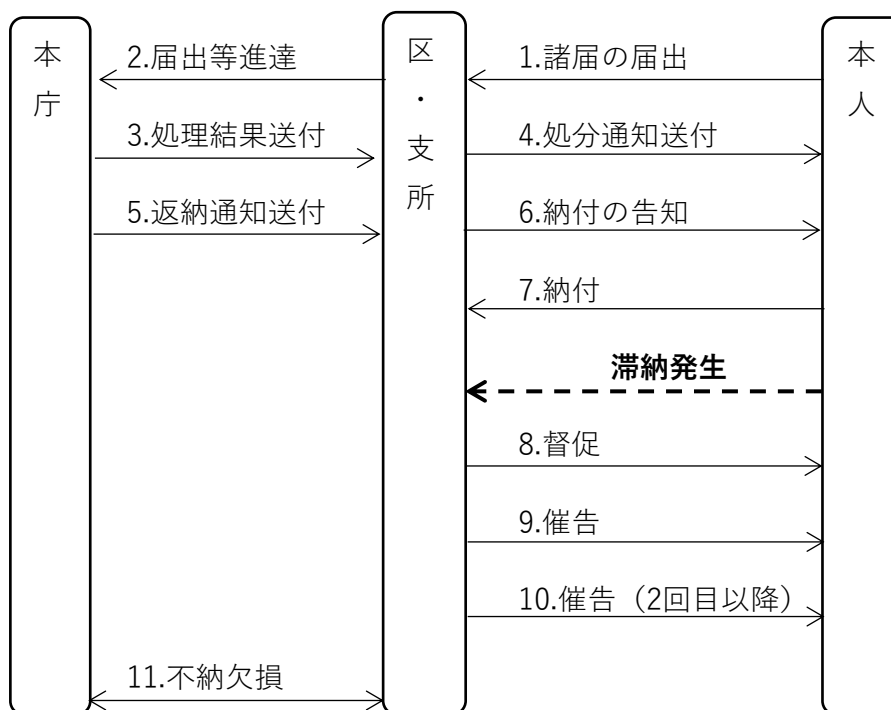 本庁
区・支所
本人
2.届出等進達
1.諸届の届出
3.処理結果送付
4.処分通知送付
5.返納通知送付
6.納付の告知
7.納付
滞納発生
8.督促
9.催告
10.催告（2回目以降）
11.不納欠損